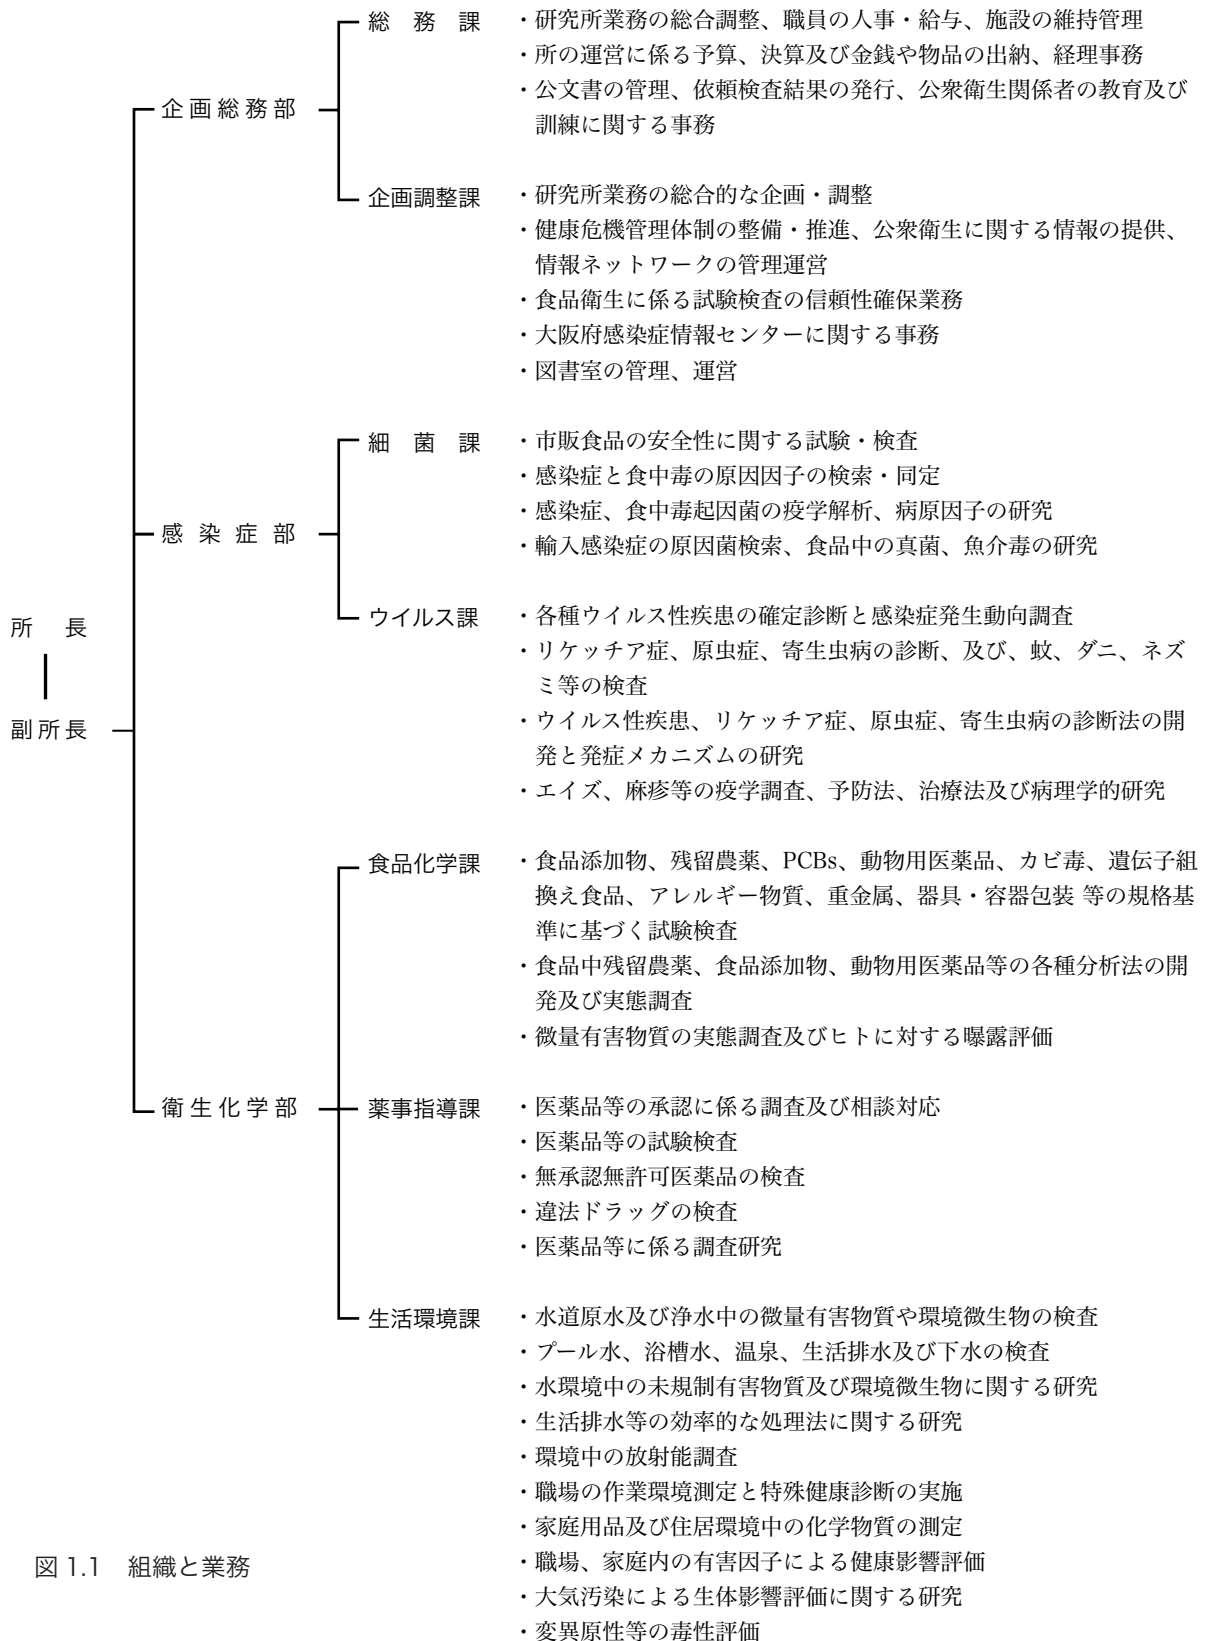 総務課
・研究所業務の総合調整、職員の人事・給与、施設の維持管理
・所の運営に係る予算、決算及び金銭や物品の出納、経理事務
・公文書の管理、依頼検査結果の発行、公衆衛生関係者の教育及び
訓練に関する事務
企画総務部
企画調整課
・研究所業務の総合的な企画・調整
・健康危機管理体制の整備・推進、公衆衛生に関する情報の提供、
情報ネットワークの管理運営
・食品衛生に係る試験検査の信頼性確保業務
・大阪府感染症情報センターに関する事務
・図書室の管理、運営
細菌課
・市販食品の安全性に関する試験・検査
・感染症と食中毒の原因因子の検索・同定
・感染症、食中毒起因菌の疫学解析、病原因子の研究
・輸入感染症の原因菌検索、食品中の真菌、魚介毒の研究
感染症部
ウイルス課
・各種ウイルス性疾患の確定診断と感染症発生動向調査
・リケッチア症、原虫症、寄生虫病の診断、及び、蚊、ダニ、ネズ
ミ等の検査
・ウイルス性疾患、リケッチア症、原虫症、寄生虫病の診断法の開
発と発症メカニズムの研究
・エイズ、麻疹等の疫学調査、予防法、治療法及び病理学的研究
所長
副所長
食品化学課
・食品添加物、残留農薬、PCBs、動物用医薬品、カビ毒、遺伝子組
換え食品、アレルギー物質、重金属、器具・容器包装 等の規格基
準に基づく試験検査
・食品中残留農薬、食品添加物、動物用医薬品等の各種分析法の開
発及び実態調査
・微量有害物質の実態調査及びヒトに対する曝露評価
衛生化学部
薬事指導課
・医薬品等の承認に係る調査及び相談対応
・医薬品等の試験検査
・無承認無許可医薬品の検査
・違法ドラッグの検査
・医薬品等に係る調査研究
生活環境課
・水道原水及び浄水中の微量有害物質や環境微生物の検査
・プール水、浴槽水、温泉、生活排水及び下水の検査
・水環境中の未規制有害物質及び環境微生物に関する研究
・生活排水等の効率的な処理法に関する研究
・環境中の放射能調査
・職場の作業環境測定と特殊健康診断の実施
・家庭用品及び住居環境中の化学物質の測定
・職場、家庭内の有害因子による健康影響評価
・大気汚染による生体影響評価に関する研究
・変異原性等の毒性評価
図 1.1　組織と業務